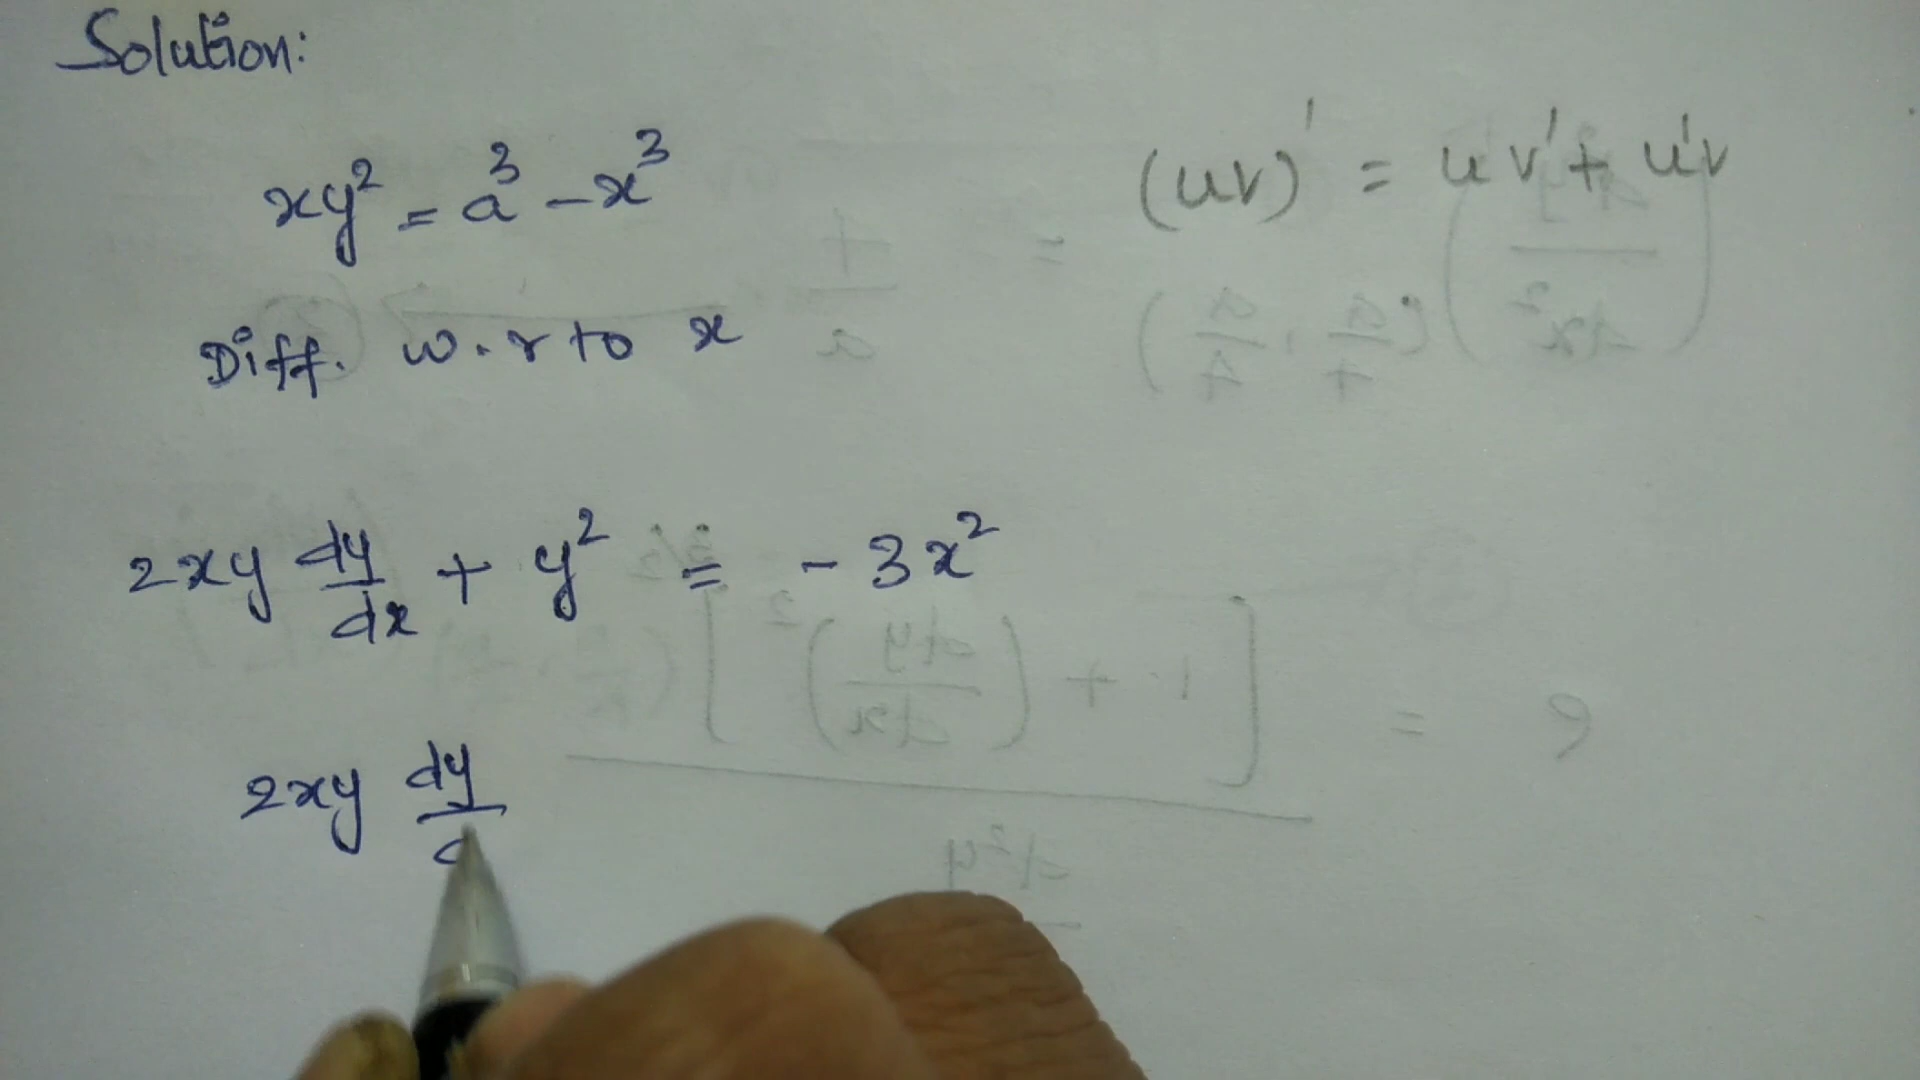 Solution:
xy² = a³ - x³
(uv)' = uv' + u'v
Diff. w.r to x
2xy dy/dx + y² = - 3x²
2xy dy/d